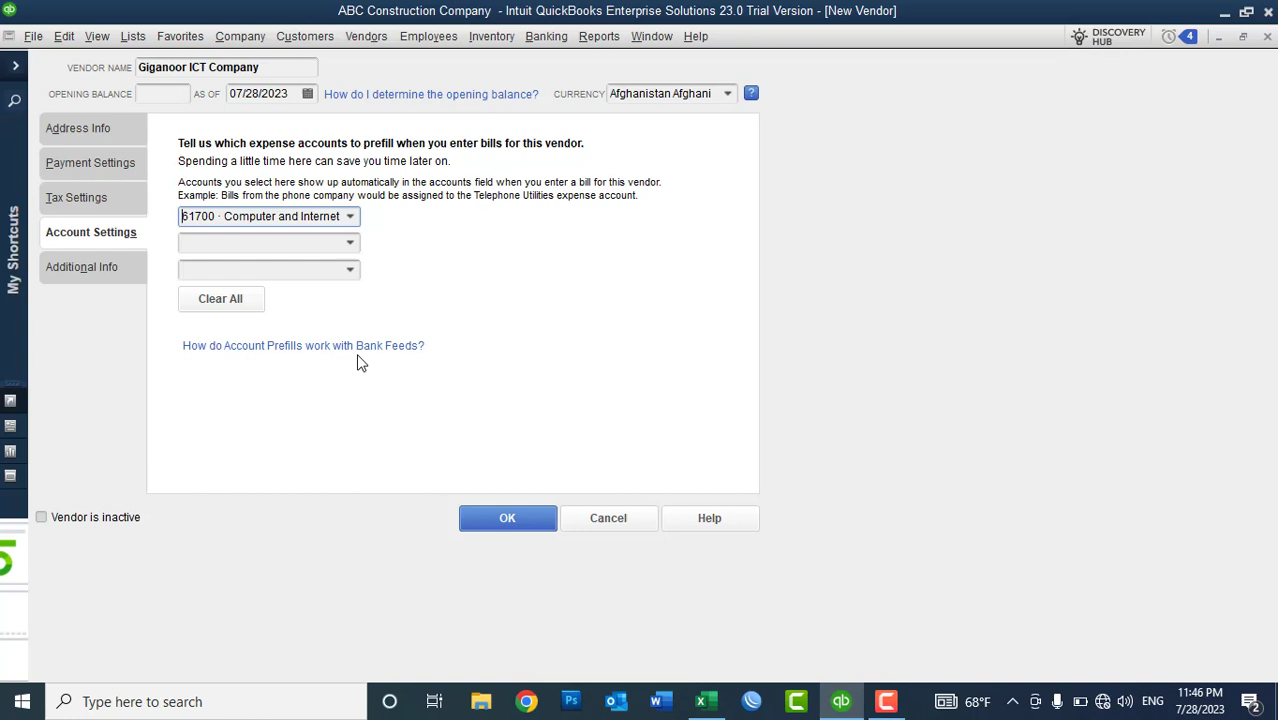 ABC Construction Company - Intuit QuickBooks Enterprise Solutions 23.0 Trial Version - [New Vendor]
File Edit View Lists Favorites Company Customers Vendors Employees Inventory Banking Reports Window Help DISCOVERY HUB 4
VENDOR NAME Giganoor ICT Company
OPENING BALANCE AS OF 07/28/2023 How do I determine the opening balance? CURRENCY Afghanistan Afghani ?
Address Info
Payment Settings
Tax Settings
Account Settings
Additional Info
Tell us which expense accounts to prefill when you enter bills for this vendor.
Spending a little time here can save you time later on.
Accounts you select here show up automatically in the accounts field when you enter a bill for this vendor.
Example: Bills from the phone company would be assigned to the Telephone Utilities expense account.
61700 · Computer and Internet
Clear All
How do Account Prefills work with Bank Feeds?
Vendor is inactive
OK Cancel Help
My Shortcuts
Type here to search
68°F ENG
11:46 PM
7/28/2023
2